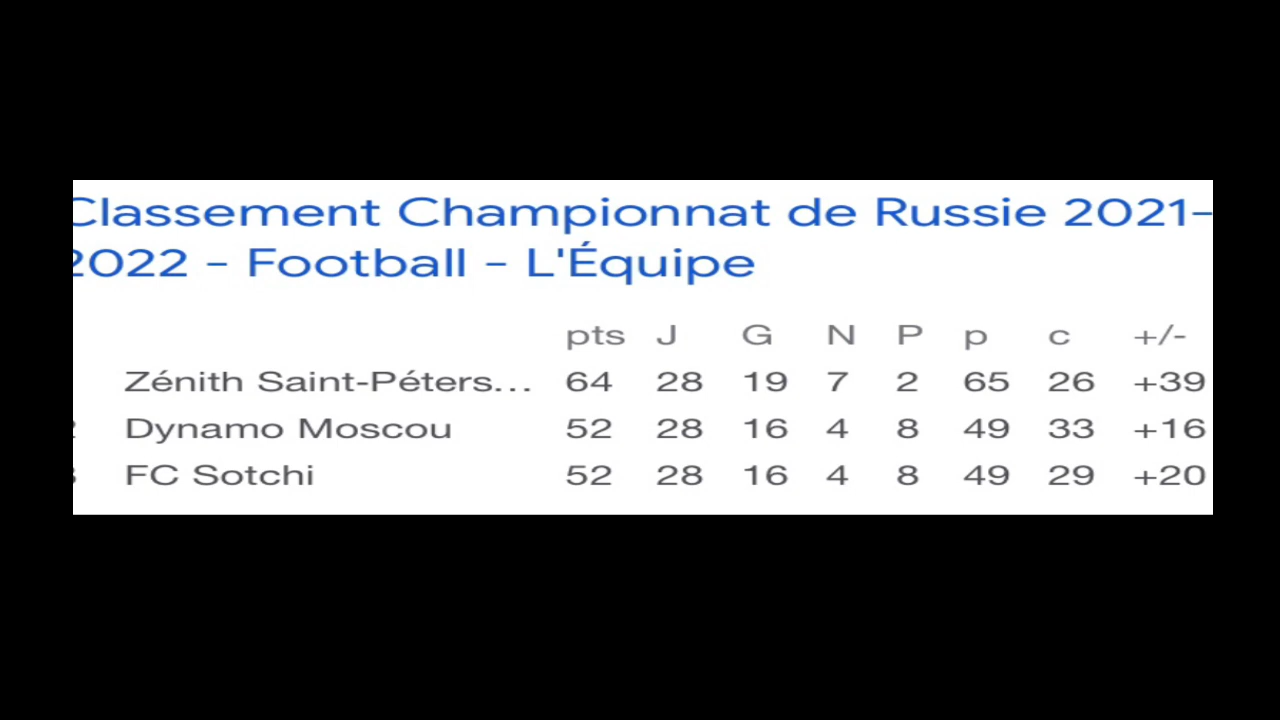 Classement Championnat de Russie 2021-
2022 - Football - L'Équipe
pts J G N P p c +/-
Zénith Saint-Péters... 64 28 19 7 2 65 26 +39
2 Dynamo Moscou 52 28 16 4 8 49 33 +16
3 FC Sotchi 52 28 16 4 8 49 29 +20